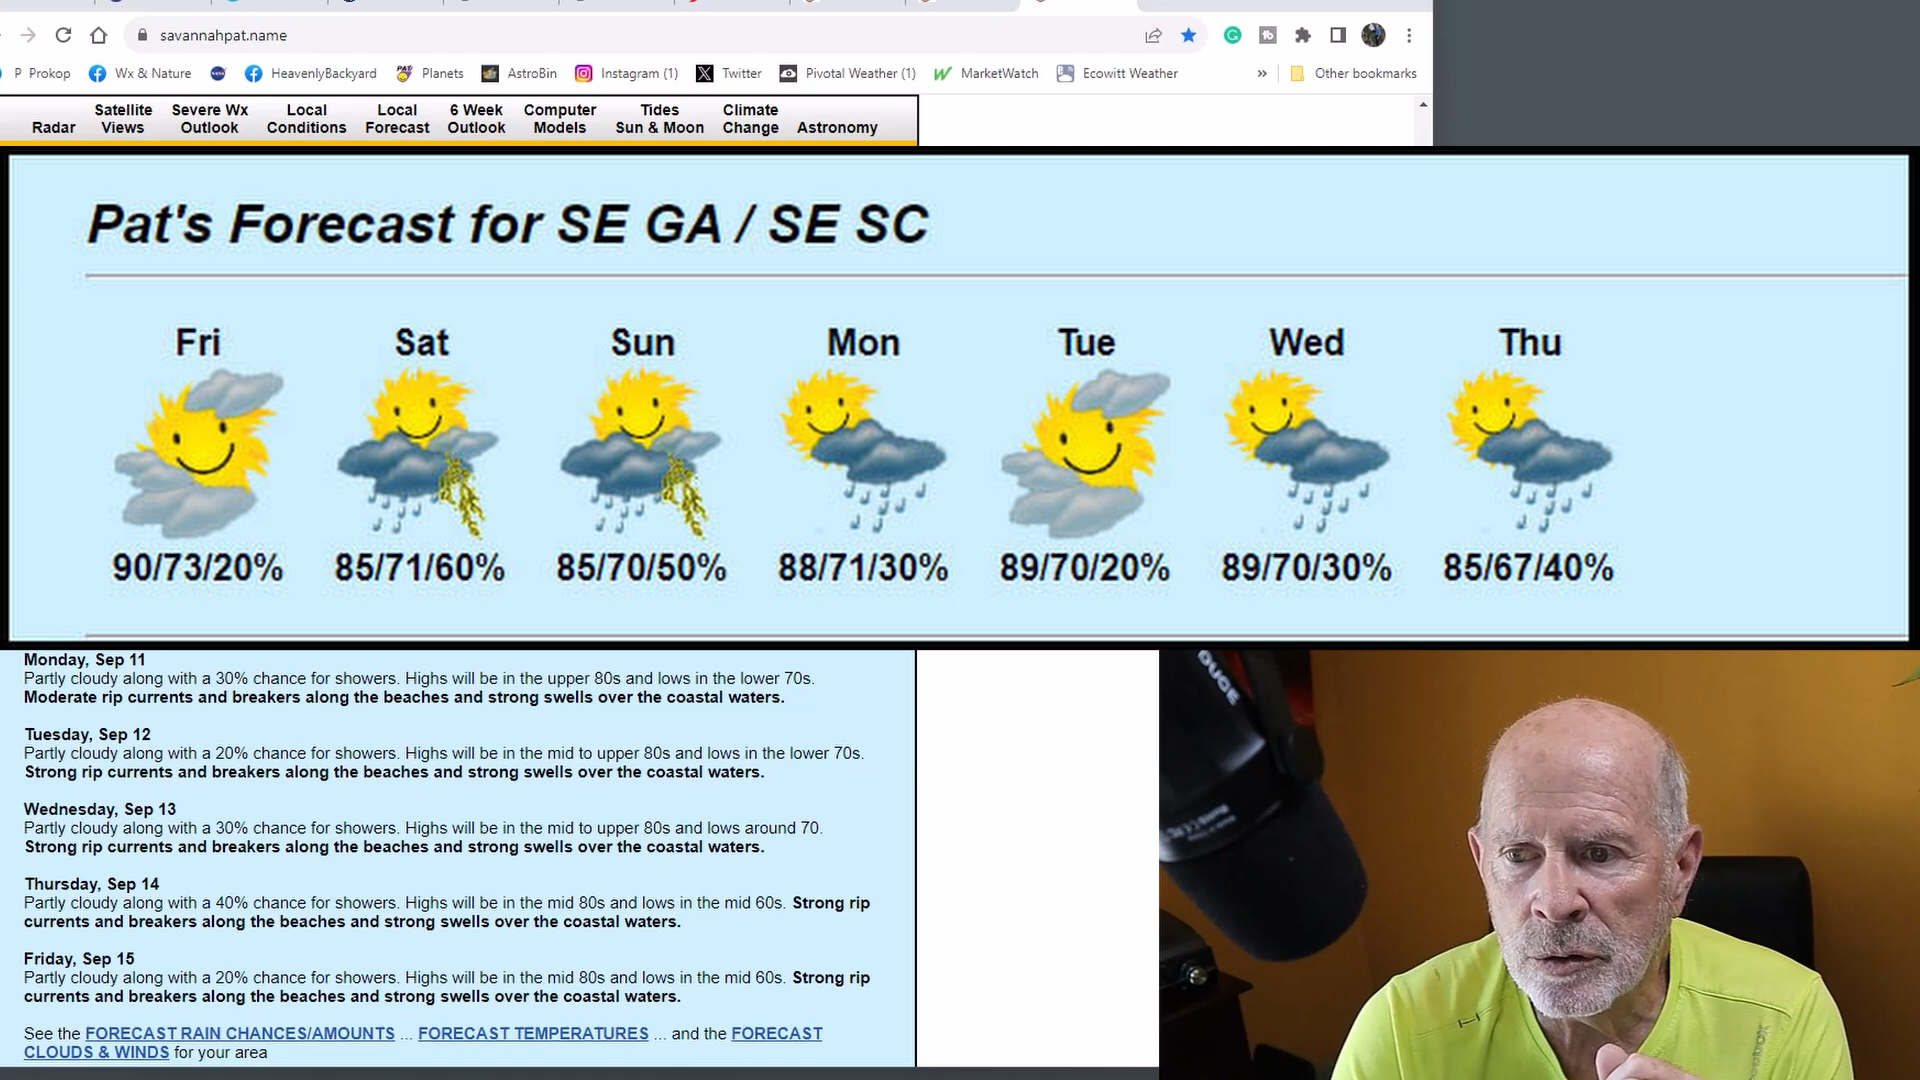 savannahpat.name
P Prokop Wx & Nature HeavenlyBackyard PAT Planets AstroBin Instagram (1) Twitter Pivotal Weather (1) MarketWatch Ecowitt Weather » Other bookmarks
Radar Satellite Views Severe Wx Outlook Local Conditions Local Forecast 6 Week Outlook Computer Models Tides Sun & Moon Climate Change Astronomy
Pat's Forecast for SE GA / SE SC
Fri Sat Sun Mon Tue Wed Thu
90/73/20% 85/71/60% 85/70/50% 88/71/30% 89/70/20% 89/70/30% 85/67/40%
Monday, Sep 11
Partly cloudy along with a 30% chance for showers. Highs will be in the upper 80s and lows in the lower 70s.
Moderate rip currents and breakers along the beaches and strong swells over the coastal waters.
Tuesday, Sep 12
Partly cloudy along with a 20% chance for showers. Highs will be in the mid to upper 80s and lows in the lower 70s.
Strong rip currents and breakers along the beaches and strong swells over the coastal waters.
Wednesday, Sep 13
Partly cloudy along with a 30% chance for showers. Highs will be in the mid to upper 80s and lows around 70.
Strong rip currents and breakers along the beaches and strong swells over the coastal waters.
Thursday, Sep 14
Partly cloudy along with a 40% chance for showers. Highs will be in the mid 80s and lows in the mid 60s. Strong rip
currents and breakers along the beaches and strong swells over the coastal waters.
Friday, Sep 15
Partly cloudy along with a 20% chance for showers. Highs will be in the mid 80s and lows in the mid 60s. Strong rip
currents and breakers along the beaches and strong swells over the coastal waters.
See the FORECAST RAIN CHANCES/AMOUNTS ... FORECAST TEMPERATURES ... and the FORECAST
CLOUDS & WINDS for your area